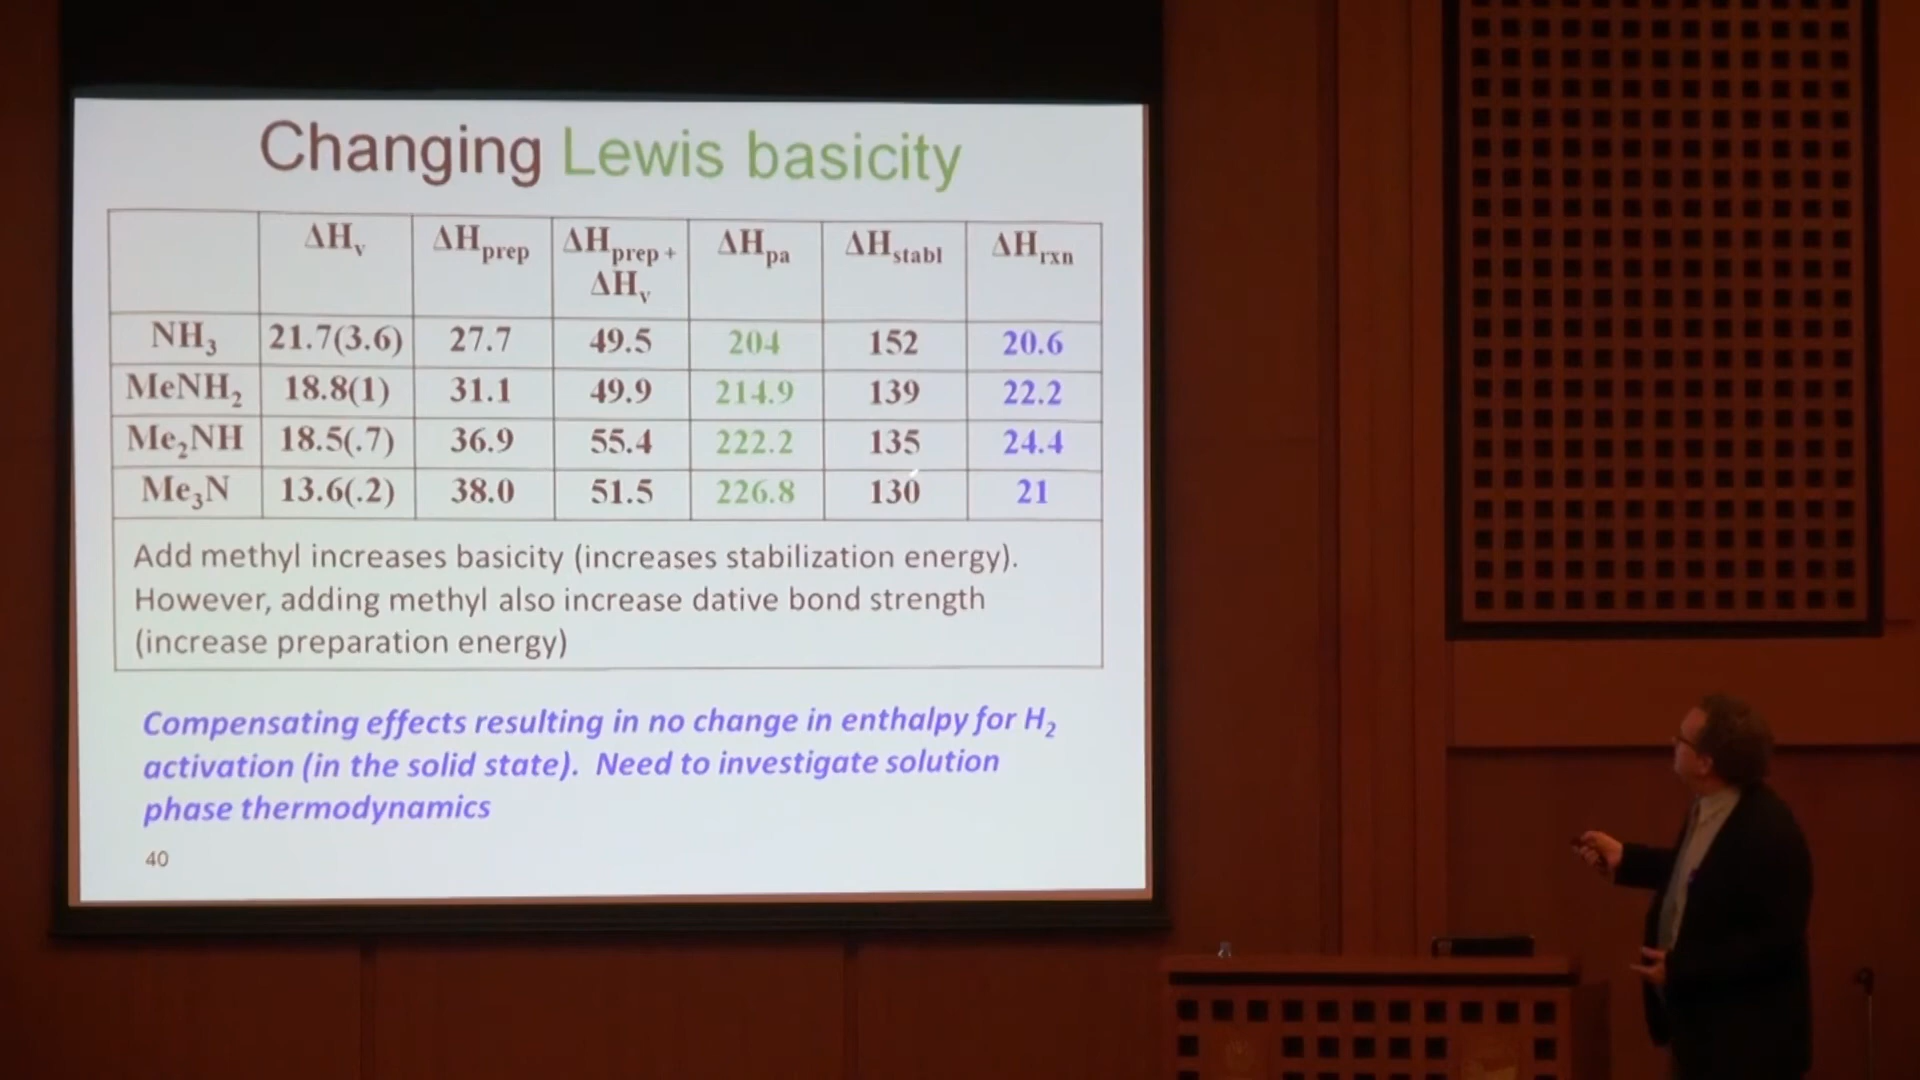 Changing Lewis basicity
ΔHᵥ ΔHprep ΔHprep + ΔHᵥ ΔHpa ΔHstabl ΔHrxn
NH₃ 21.7(3.6) 27.7 49.5 204 152 20.6
MeNH₂ 18.8(1) 31.1 49.9 214.9 139 22.2
Me₂NH 18.5(.7) 36.9 55.4 222.2 135 24.4
Me₃N 13.6(.2) 38.0 51.5 226.8 130 21
Add methyl increases basicity (increases stabilization energy).
However, adding methyl also increase dative bond strength
(increase preparation energy)
Compensating effects resulting in no change in enthalpy for H₂
activation (in the solid state). Need to investigate solution
phase thermodynamics
40